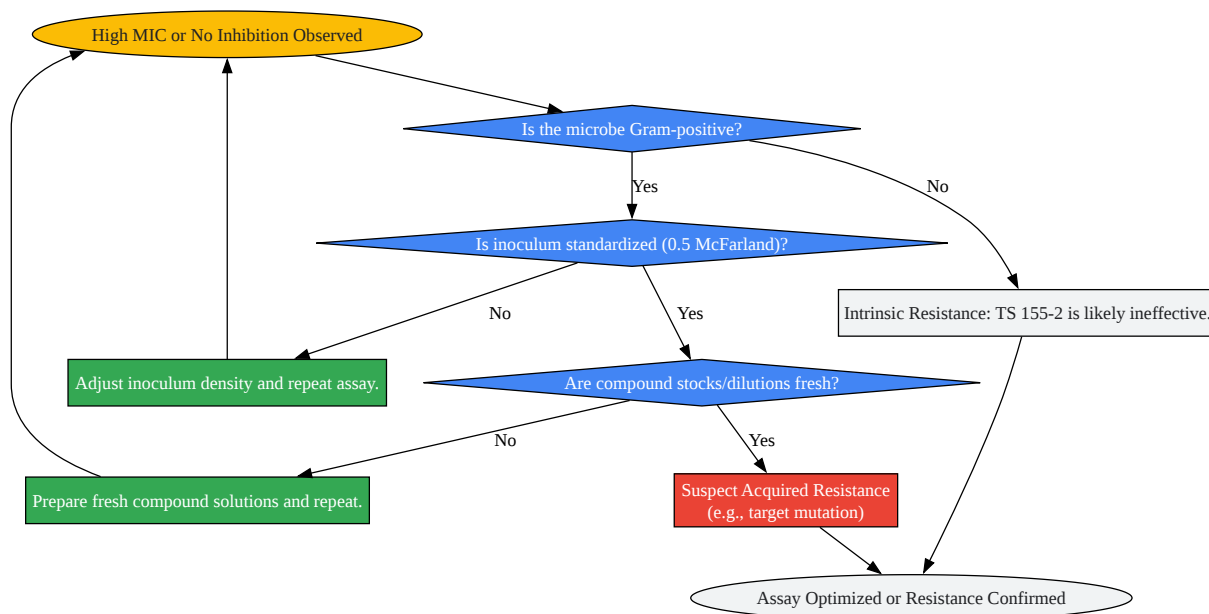 High MIC or No Inhibition Observed
Is the microbe Gram-positive?
Yes
No
Is inoculum standardized (0.5 McFarland)?
No
Yes
Intrinsic Resistance: TS 155-2 is likely ineffective.
Adjust inoculum density and repeat assay.
Are compound stocks/dilutions fresh?
No
Yes
Prepare fresh compound solutions and repeat.
Suspect Acquired Resistance
(e.g., target mutation)
Assay Optimized or Resistance Confirmed